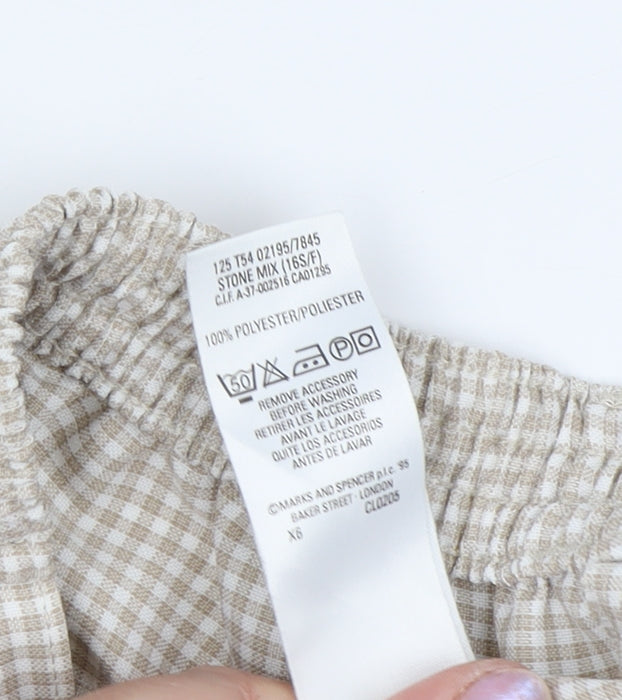 125 T54 02195/7845
STONE MIX (16S/F)
C.I.F. A-37-002516 CA01295
100% POLYESTER/POLIESTER
50 P
REMOVE ACCESSORY
BEFORE WASHING
RETIRER LES ACCESSOIRES
AVANT LE LAVAGE
QUITE LOS ACCESORIOS
ANTES DE LAVAR
©MARKS AND SPENCER p.l.c. 95
BAKER STREET · LONDON
X6 CL0205